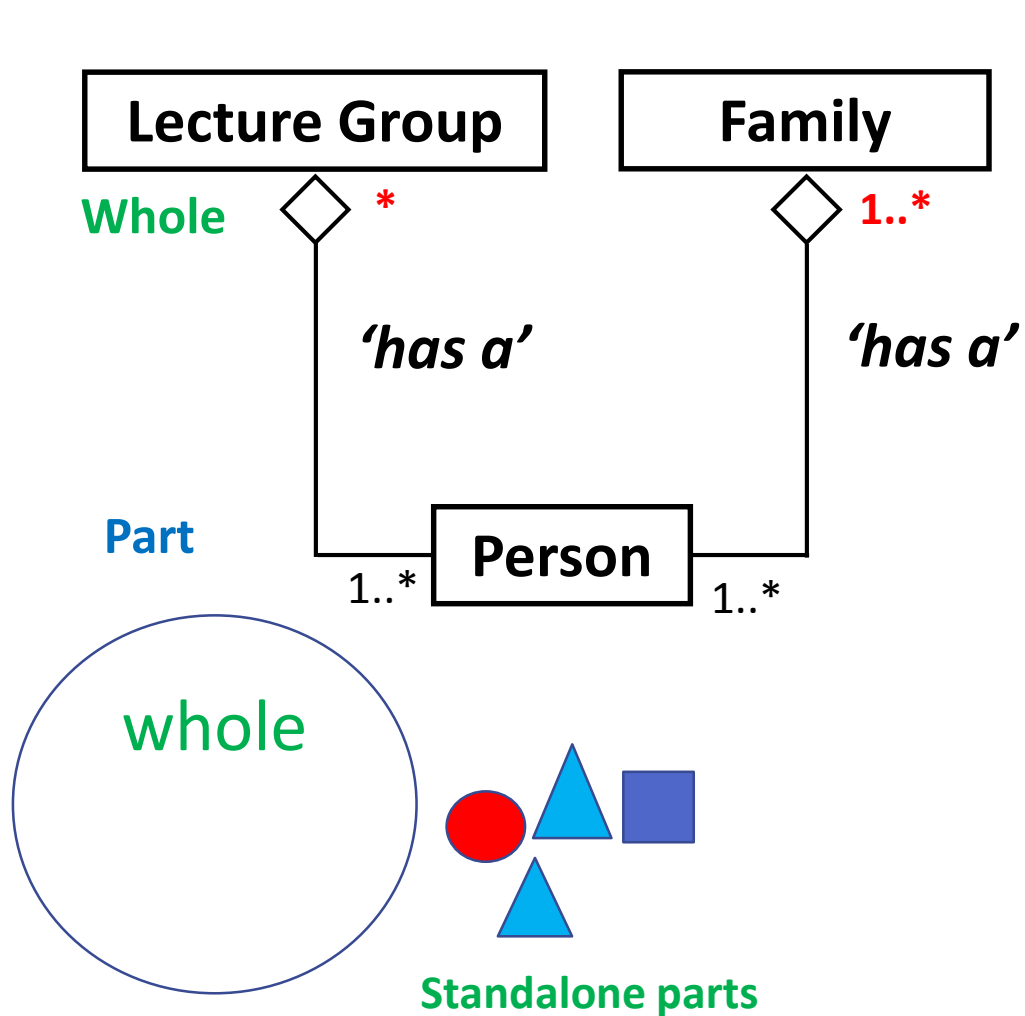 Lecture Group
Family
Whole
*
1..*
‘has a’
‘has a’
Part
Person
1..*
1..*
whole
Standalone parts